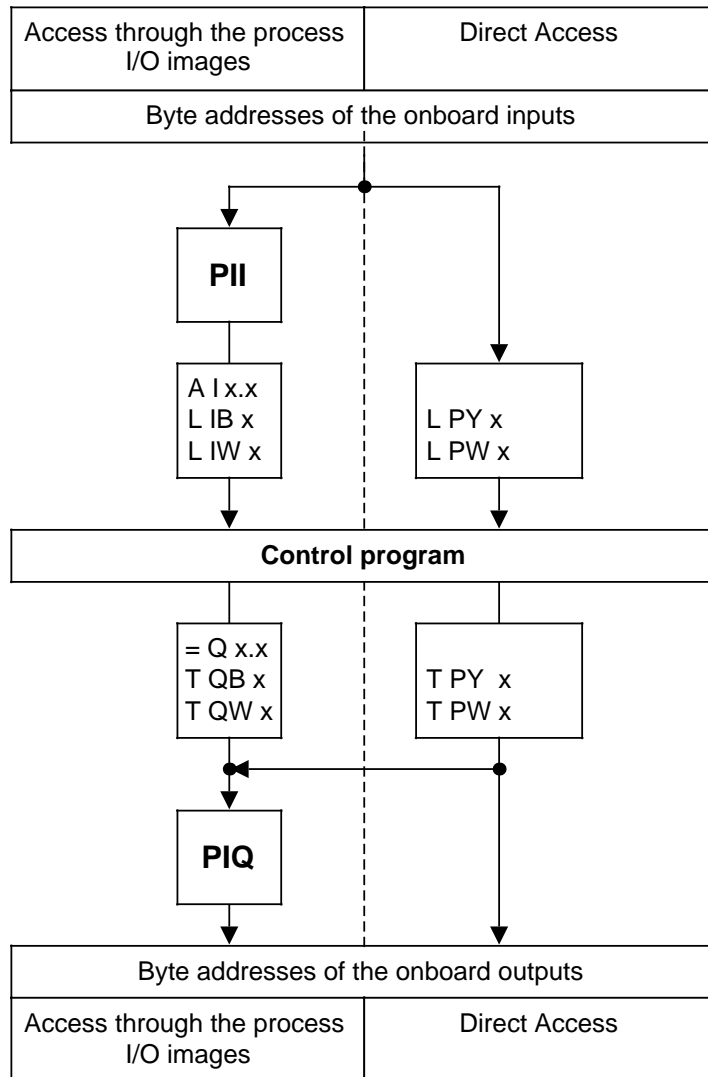 Access through the process
I/O images
Direct Access
Byte addresses of the onboard inputs
PII
A I x.x
L IB x
L IW x
L PY x
L PW x
Control program
= Q x.x
T QB x
T QW x
T PY x
T PW x
PIQ
Byte addresses of the onboard outputs
Access through the process
I/O images
Direct Access